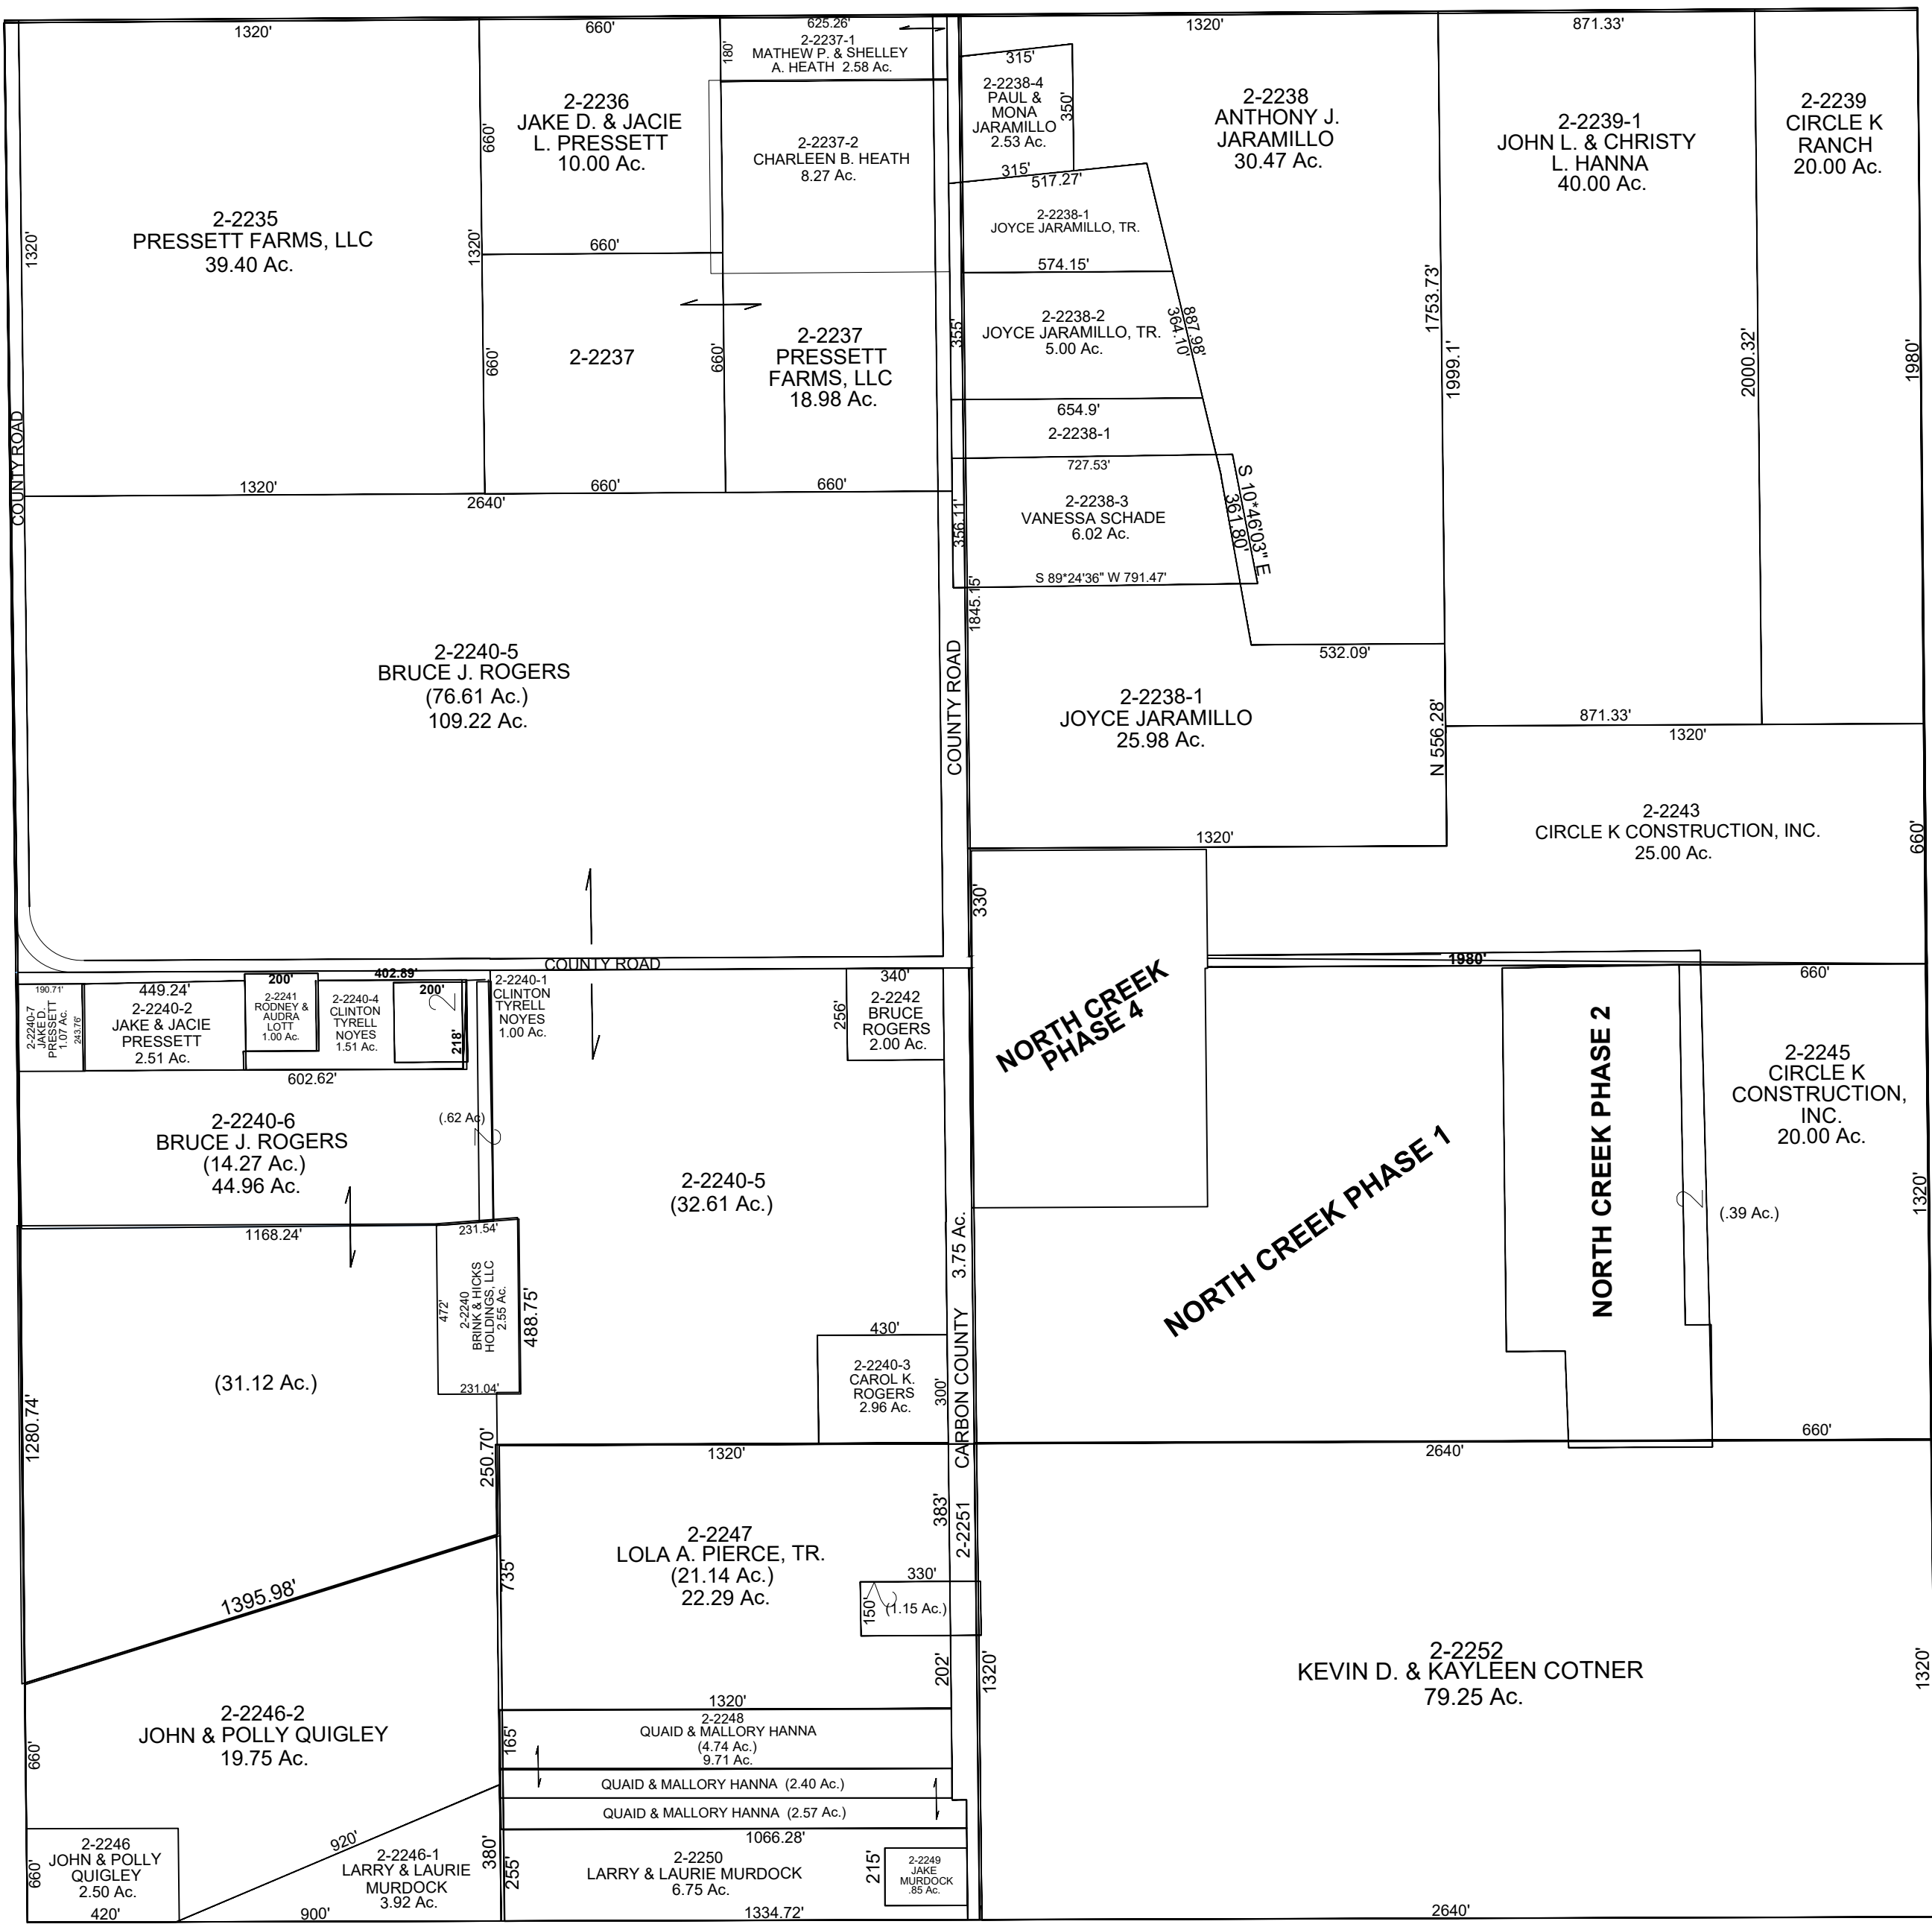 1320'
660'
625.26'
2-2237-1
MATHEW P. & SHELLEY
A. HEATH 2.58 Ac.
180'
1320'
871.33'
2-2235
PRESSETT FARMS, LLC
39.40 Ac.
1320'
1320'
COUNTY ROAD
2-2236
JAKE D. & JACIE
L. PRESSETT
10.00 Ac.
660'
660'
2-2237-2
CHARLEEN B. HEATH
8.27 Ac.
2-2237
660'
660'
2-2237
PRESSETT
FARMS, LLC
18.98 Ac.
1320'
660'
660'
2640'
315'
2-2238-4
PAUL &
MONA
JARAMILLO
2.53 Ac.
350'
315'
517.27'
2-2238-1
JOYCE JARAMILLO, TR.
574.15'
2-2238-2
JOYCE JARAMILLO, TR.
5.00 Ac.
355'
887.98'
364.10'
654.9'
2-2238-1
727.53'
2-2238-3
VANESSA SCHADE
6.02 Ac.
356.11'
S 10*46'03" E
361.80'
S 89*24'36" W 791.47'
1845.15'
2-2238
ANTHONY J.
JARAMILLO
30.47 Ac.
1753.73'
1999.1'
2-2239-1
JOHN L. & CHRISTY
L. HANNA
40.00 Ac.
2000.32'
2-2239
CIRCLE K
RANCH
20.00 Ac.
1980'
532.09'
2-2240-5
BRUCE J. ROGERS
(76.61 Ac.)
109.22 Ac.
COUNTY ROAD
2-2238-1
JOYCE JARAMILLO
25.98 Ac.
N 556.28'
1320'
871.33'
1320'
2-2243
CIRCLE K CONSTRUCTION, INC.
25.00 Ac.
660'
330'
COUNTY ROAD
1980'
660'
190.71'
2-2240-7
JAKE D.
PRESSETT
1.07 Ac.
243.76'
449.24'
2-2240-2
JAKE & JACIE
PRESSETT
2.51 Ac.
200'
2-2241
RODNEY &
AUDRA
LOTT
1.00 Ac.
402.89'
2-2240-4
CLINTON
TYRELL
NOYES
1.51 Ac.
200'
2
218'
2-2240-1
CLINTON
TYRELL
NOYES
1.00 Ac.
340'
256'
2-2242
BRUCE
ROGERS
2.00 Ac.
602.62'
2-2240-6
BRUCE J. ROGERS
(14.27 Ac.)
44.96 Ac.
(.62 Ac)
2
2-2240-5
(32.61 Ac.)
NORTH CREEK
PHASE 4
NORTH CREEK PHASE 1
NORTH CREEK PHASE 2
2
(.39 Ac.)
2-2245
CIRCLE K
CONSTRUCTION,
INC.
20.00 Ac.
1320'
1168.24'
231.54'
472'
2-2240
BRINK & HICKS
HOLDINGS, LLC
2.55 Ac.
488.75'
231.04'
(31.12 Ac.)
1280.74'
250.70'
430'
2-2240-3
CAROL K.
ROGERS
2.96 Ac.
300'
2-2251 CARBON COUNTY 3.75 Ac.
660'
1320'
2640'
383'
2-2247
LOLA A. PIERCE, TR.
(21.14 Ac.)
22.29 Ac.
735'
330'
150'
2
(1.15 Ac.)
202'
1320'
1320'
1395.98'
2-2246-2
JOHN & POLLY QUIGLEY
19.75 Ac.
660'
2-2252
KEVIN D. & KAYLEEN COTNER
79.25 Ac.
1320'
165'
2-2248
QUAID & MALLORY HANNA
(4.74 Ac.)
9.71 Ac.
QUAID & MALLORY HANNA (2.40 Ac.)
QUAID & MALLORY HANNA (2.57 Ac.)
1066.28'
2-2246
JOHN & POLLY
QUIGLEY
2.50 Ac.
660'
420'
920'
2-2246-1
LARRY & LAURIE
MURDOCK
3.92 Ac.
380'
900'
255'
2-2250
LARRY & LAURIE MURDOCK
6.75 Ac.
215'
2-2249
JAKE
MURDOCK
.85 Ac.
1334.72'
2640'